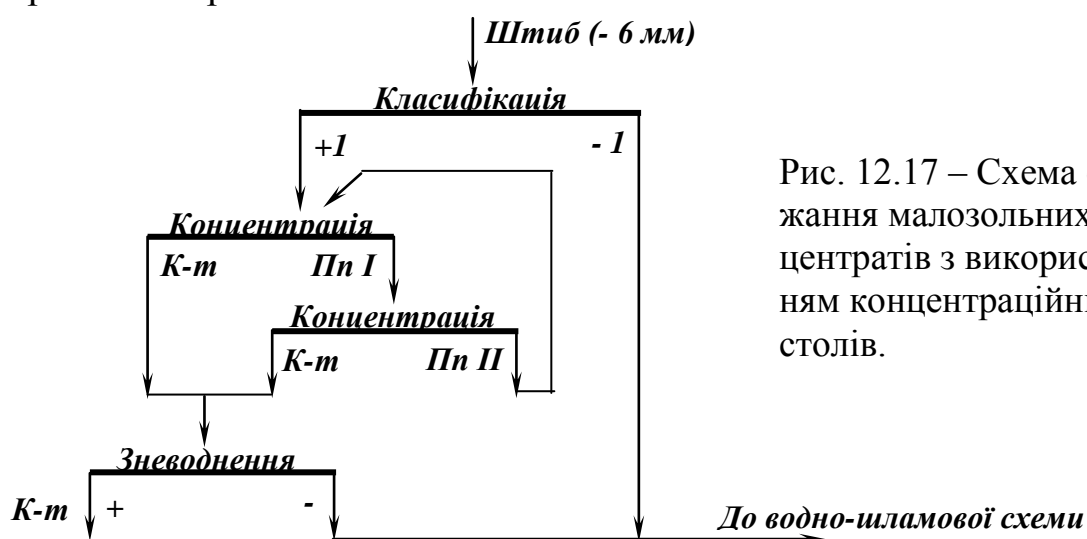 Штиб (- 6 мм)
Класифікація
+1 - 1
Концентрація
К-т Пп I
Концентрація
К-т Пп II
Зневоднення
К-т + -
До водно-шламової схеми
Рис. 12.17 – Схема
жання малозольних
центратів з викорис
ням концентраційни
столів.